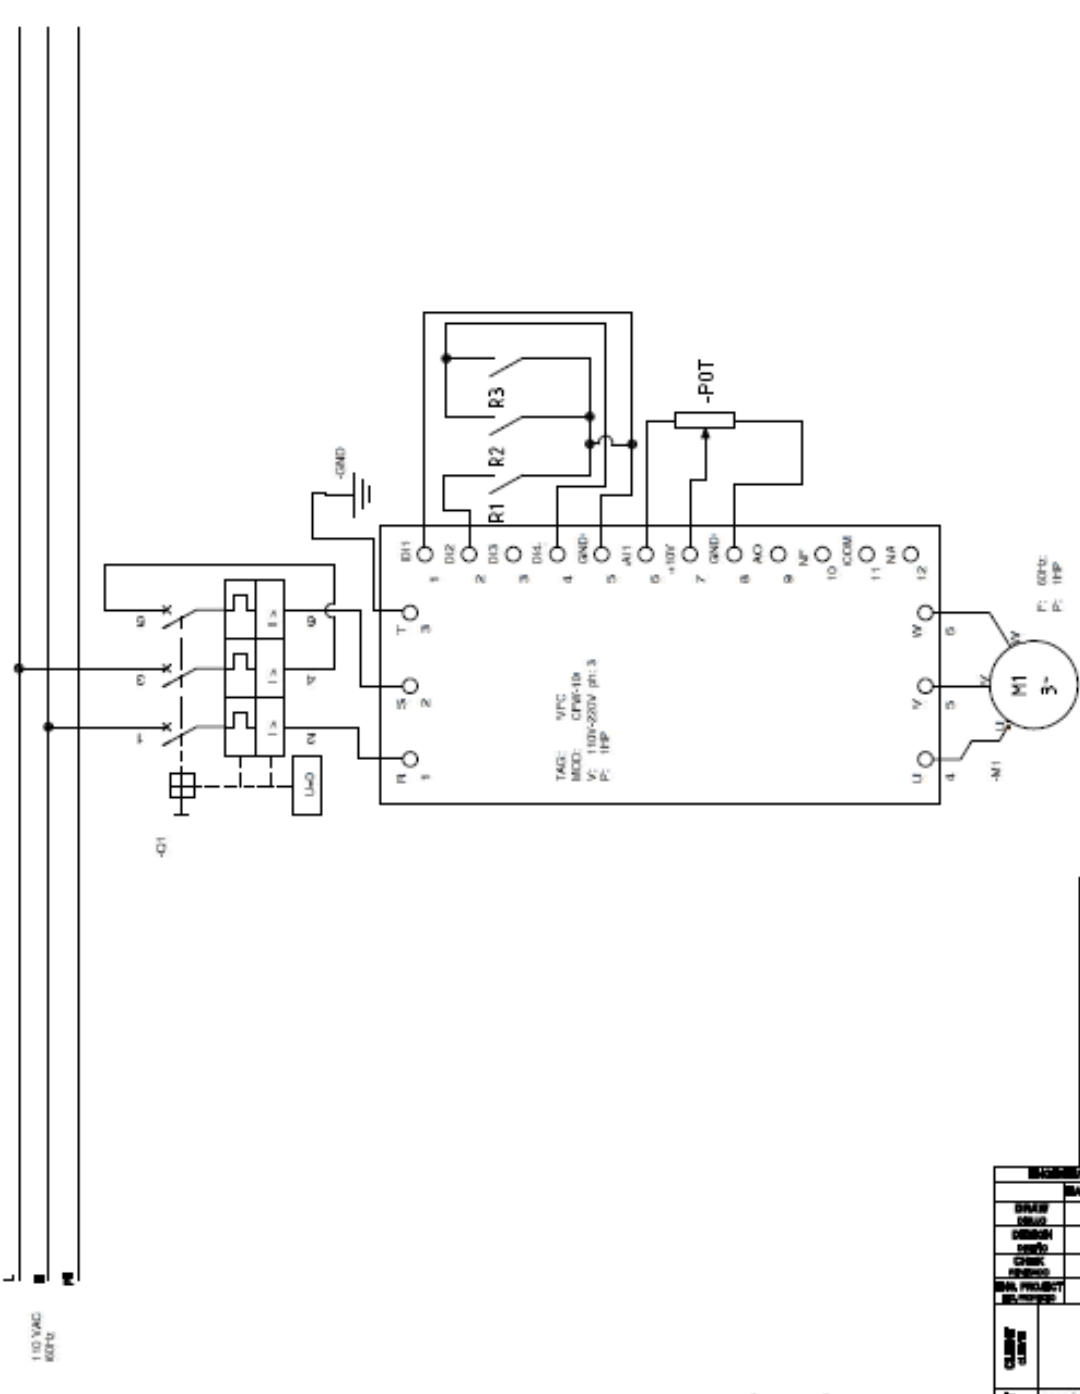 L
110 VAC
60Hz
-Q1
1
3
5
I >
I >
I >
2
4
6
U<
-GND
R1
R2
R3
-POT
DI1
DI2
DI3
DI4
GND
AI1
+10V
GND
AO
NF
COM
NA
1
2
3
4
5
6
7
8
9
10
11
12
R
S
T
1
2
3
TAG: VFC
MOD: CFW-10
V: 110V-220V ph: 3
P: 1HP
U
V
W
4
5
6
U
V
W
-M1
M1
3~
F: 60Hz
P: 1HP
DRAW
DIBUJO
DESIGN
DISEÑO
CLIENT